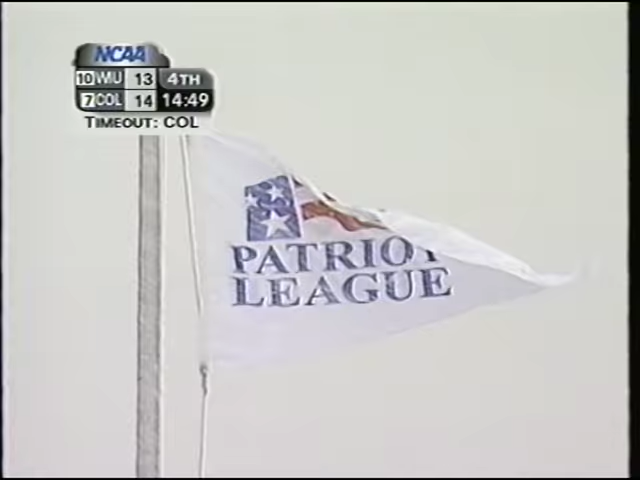 NCAA
10 WIU 13 4TH
7 COL 14 14:49
TIMEOUT: COL
PATRIOT
LEAGUE